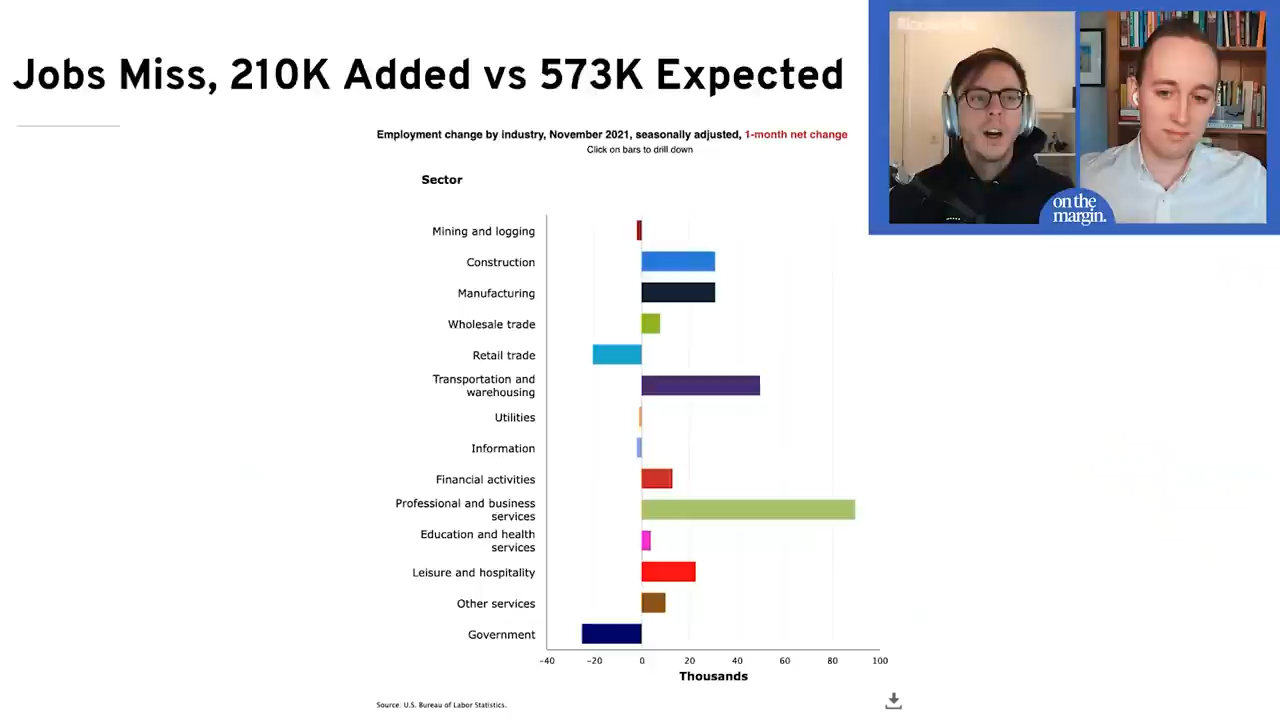 Jobs Miss, 210K Added vs 573K Expected
on the
margin.
Employment change by industry, November 2021, seasonally adjusted, 1-month net change
Click on bars to drill down
Sector
Mining and logging
Construction
Manufacturing
Wholesale trade
Retail trade
Transportation and
warehousing
Utilities
Information
Financial activities
Professional and business
services
Education and health
services
Leisure and hospitality
Other services
Government
-40 -20 0 20 40 60 80 100
Thousands
Source: U.S. Bureau of Labor Statistics.